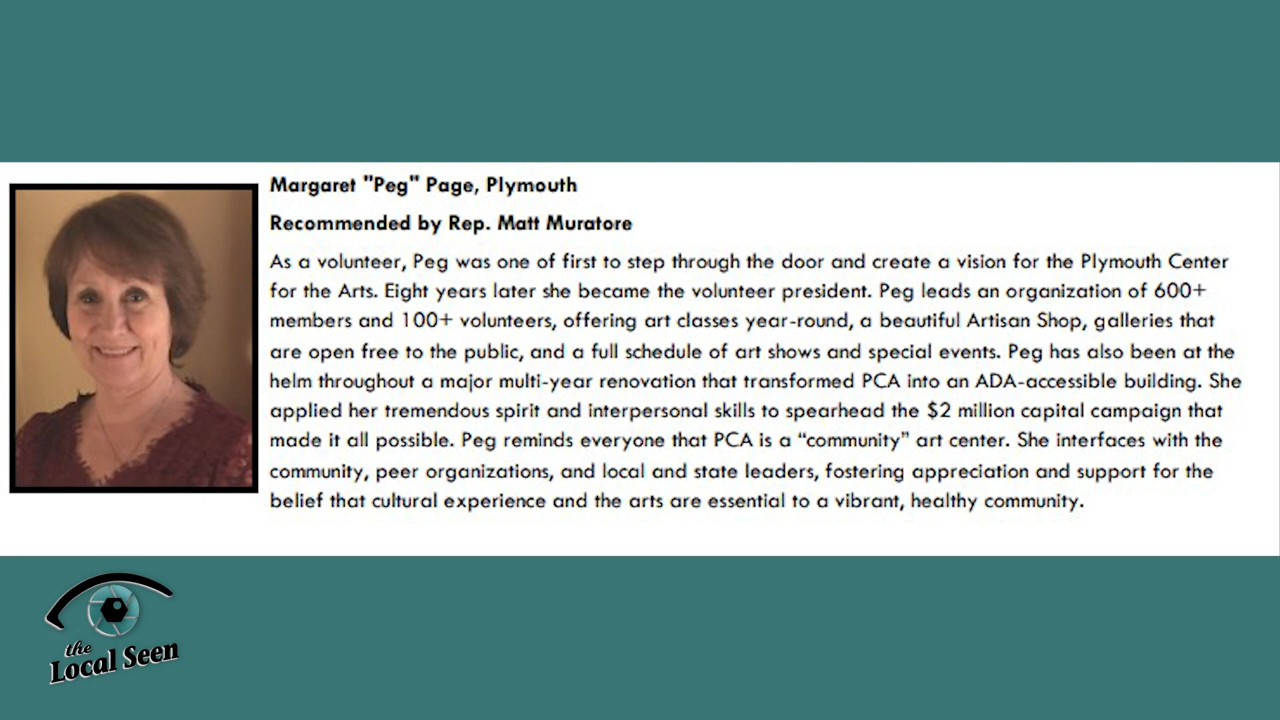 Margaret "Peg" Page, Plymouth
Recommended by Rep. Matt Muratore
As a volunteer, Peg was one of first to step through the door and create a vision for the Plymouth Center
for the Arts. Eight years later she became the volunteer president. Peg leads an organization of 600+
members and 100+ volunteers, offering art classes year-round, a beautiful Artisan Shop, galleries that
are open free to the public, and a full schedule of art shows and special events. Peg has also been at the
helm throughout a major multi-year renovation that transformed PCA into an ADA-accessible building. She
applied her tremendous spirit and interpersonal skills to spearhead the $2 million capital campaign that
made it all possible. Peg reminds everyone that PCA is a “community” art center. She interfaces with the
community, peer organizations, and local and state leaders, fostering appreciation and support for the
belief that cultural experience and the arts are essential to a vibrant, healthy community.
the
Local Seen